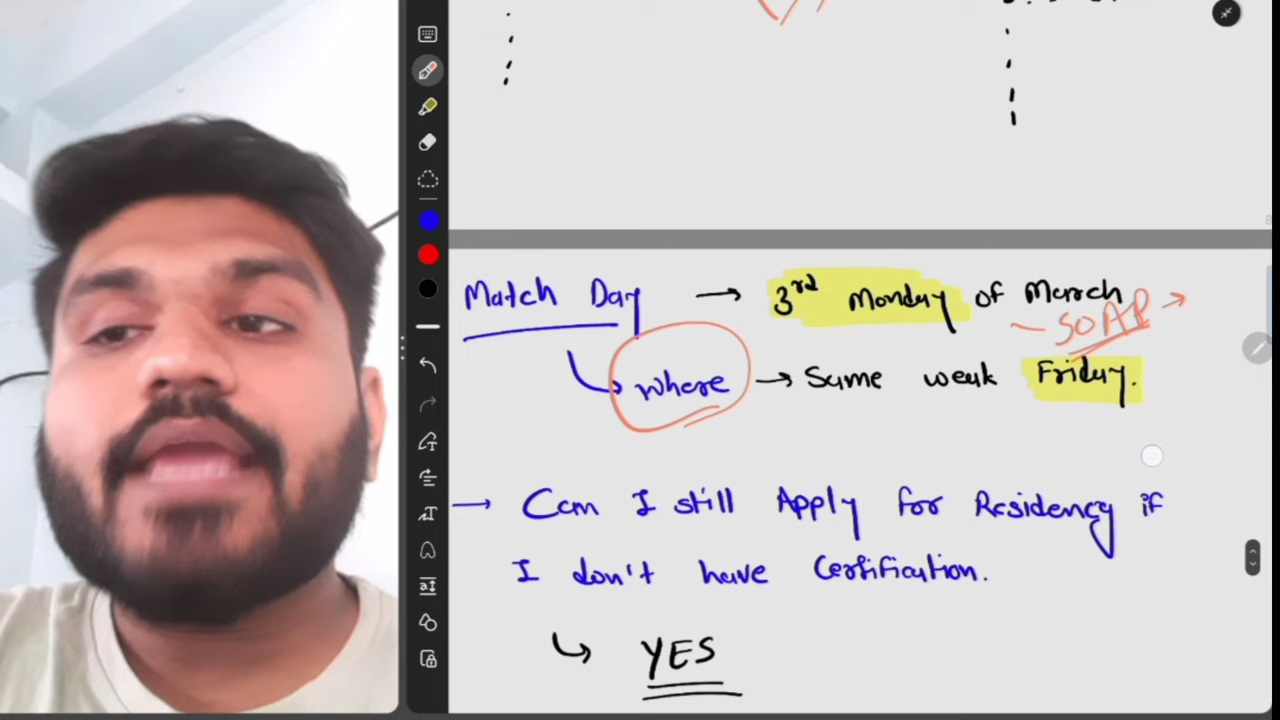 Match Day → 3rd Monday of March
- SOAP →
↳ where → Same week Friday.
→ Can I still Apply for Residency if
I don't have Certification.
↳ YES